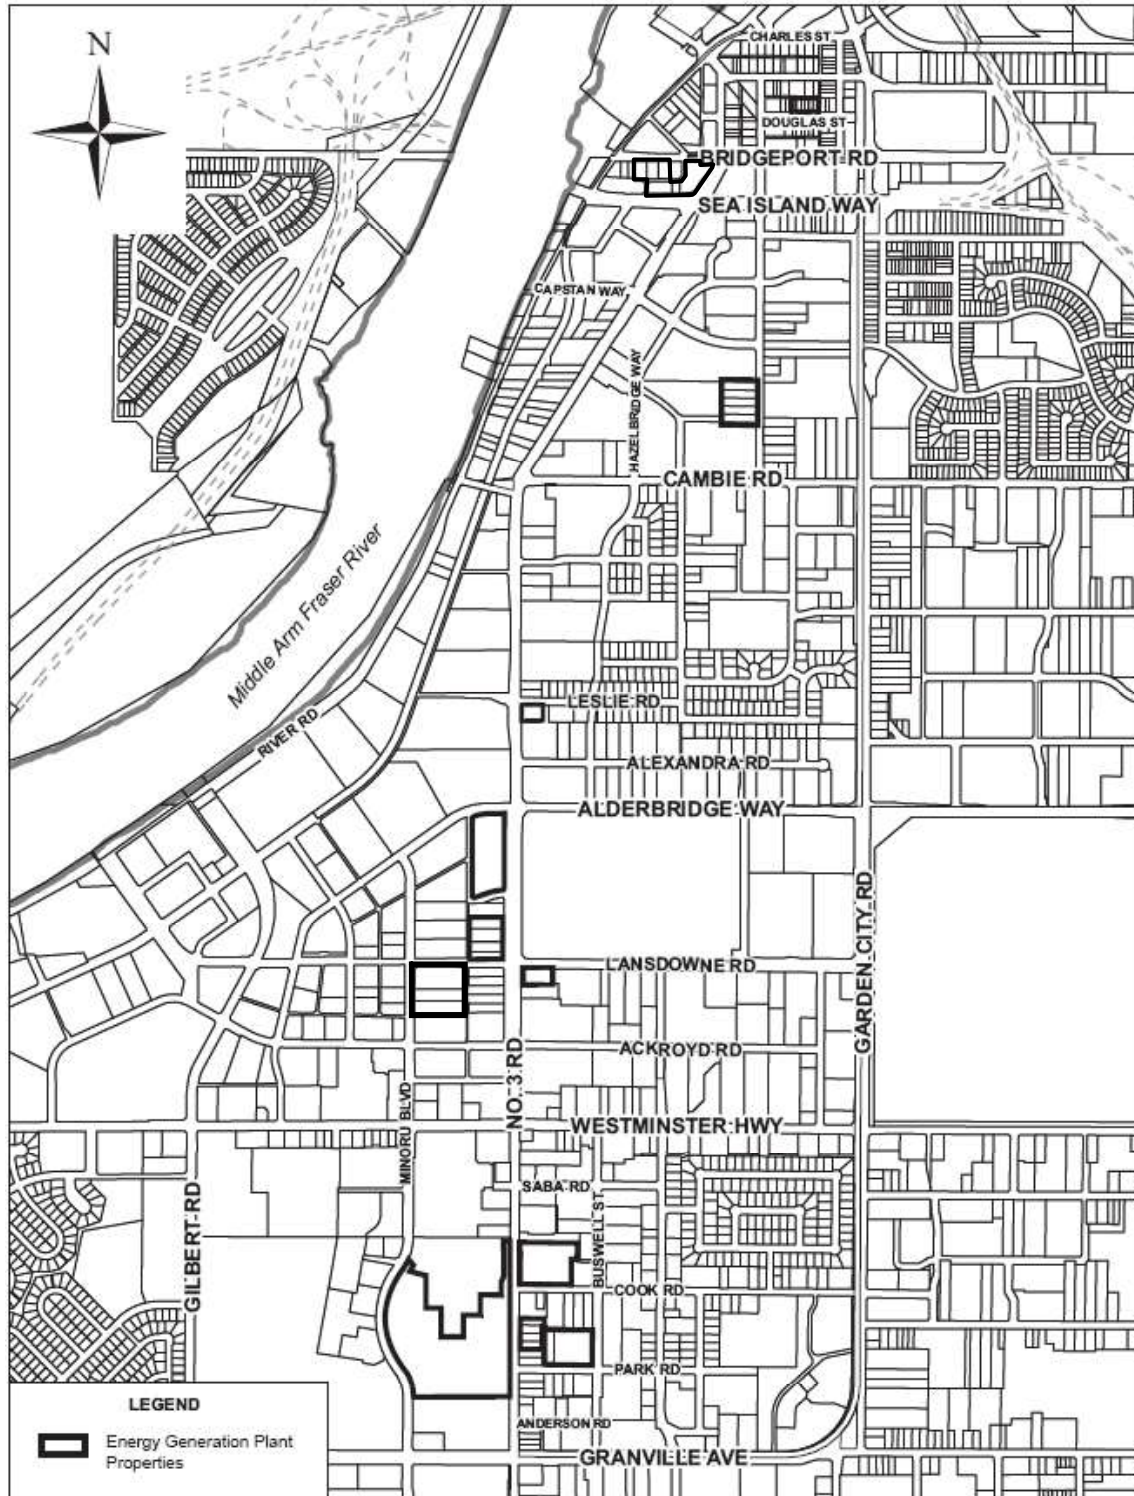 N
CHARLES ST
DOUGLAS ST
BRIDGEPORT RD
SEA ISLAND WAY
CAPSTAN WAY
HAZELBRIDGE WAY
CAMBIE RD
Middle Arm Fraser River
RIVER RD
LESLIE RD
ALEXANDRA RD
ALDERBRIDGE WAY
GARDEN CITY RD
LANSDOWNE RD
NO. 3 RD
ACKROYD RD
MINORU BLVD
WESTMINSTER HWY
GILBERT RD
SABA RD
BUSWELL ST
COOK RD
PARK RD
ANDERSON RD
GRANVILLE AVE
LEGEND
Energy Generation Plant
Properties